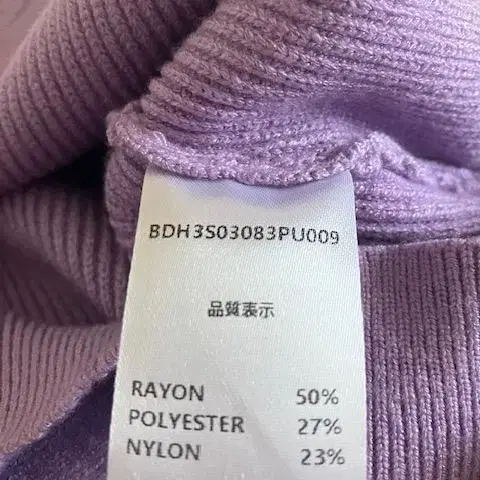 BDH3S03083PU009
品質表示
RAYON 50%
POLYESTER 27%
NYLON 23%